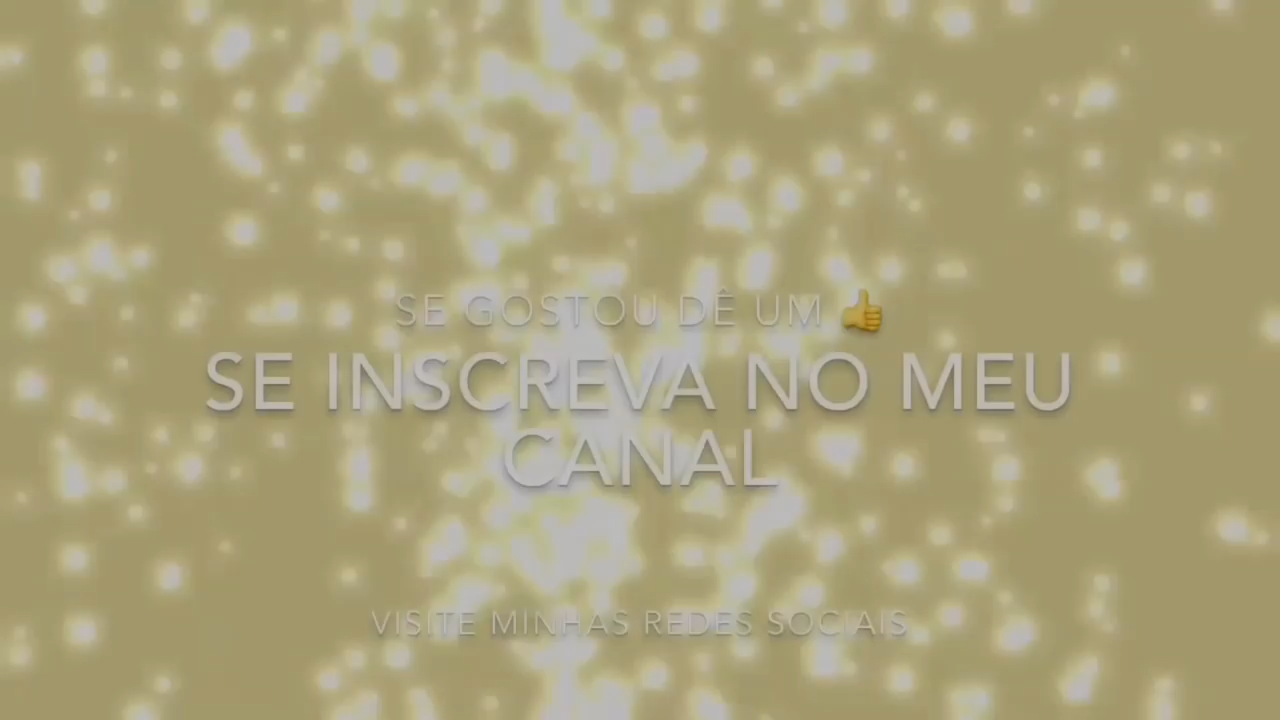 SE GOSTOU DÊ UM 👍
SE INSCREVA NO MEU
CANAL
VISITE MINHAS REDES SOCIAIS